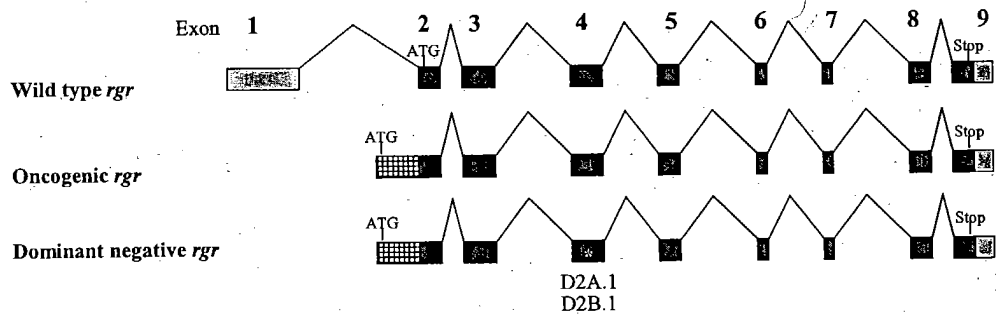 Exon 1 2 3 4 5 6 7 8 9
ATG Stop
Wild type rgr
ATG Stop
Oncogenic rgr
ATG Stop
Dominant negative rgr
D2A.1
D2B.1